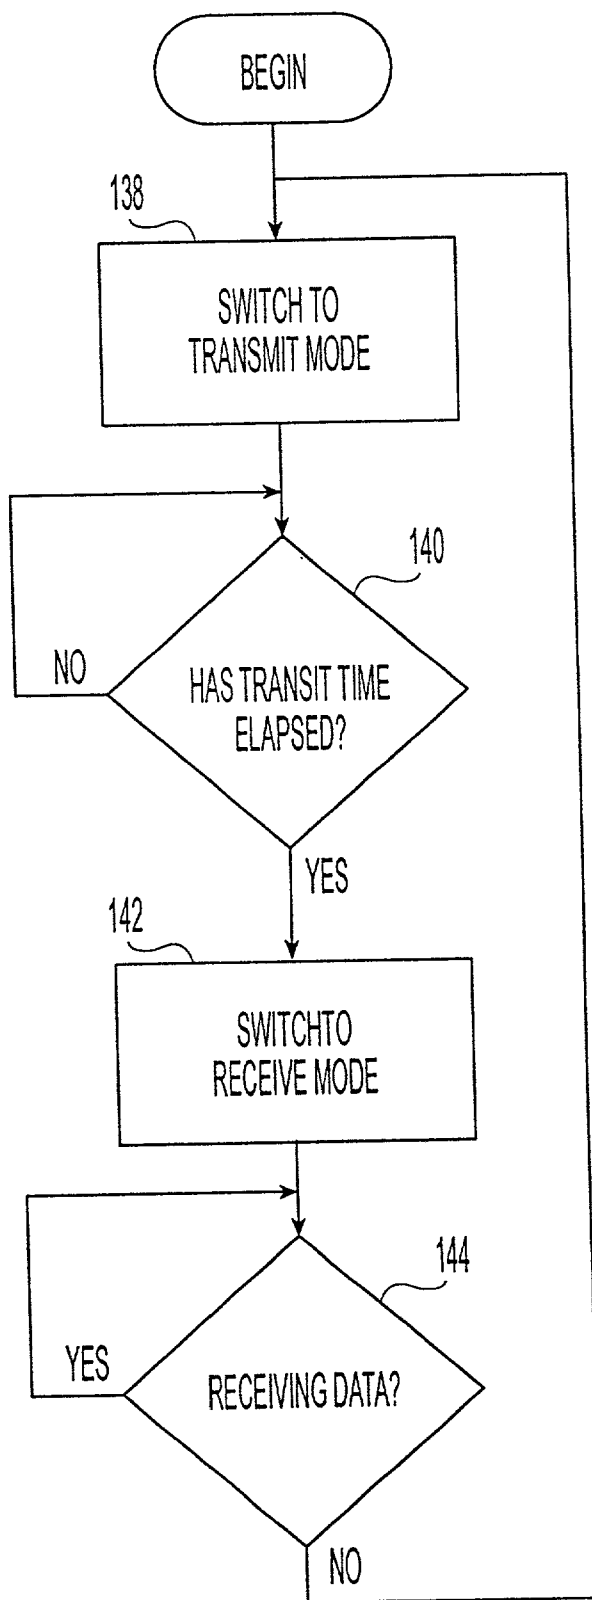 BEGIN
138
SWITCH TO
TRANSMIT MODE
140
NO
HAS TRANSIT TIME
ELAPSED?
YES
142
SWITCHTO
RECEIVE MODE
144
YES
RECEIVING DATA?
NO